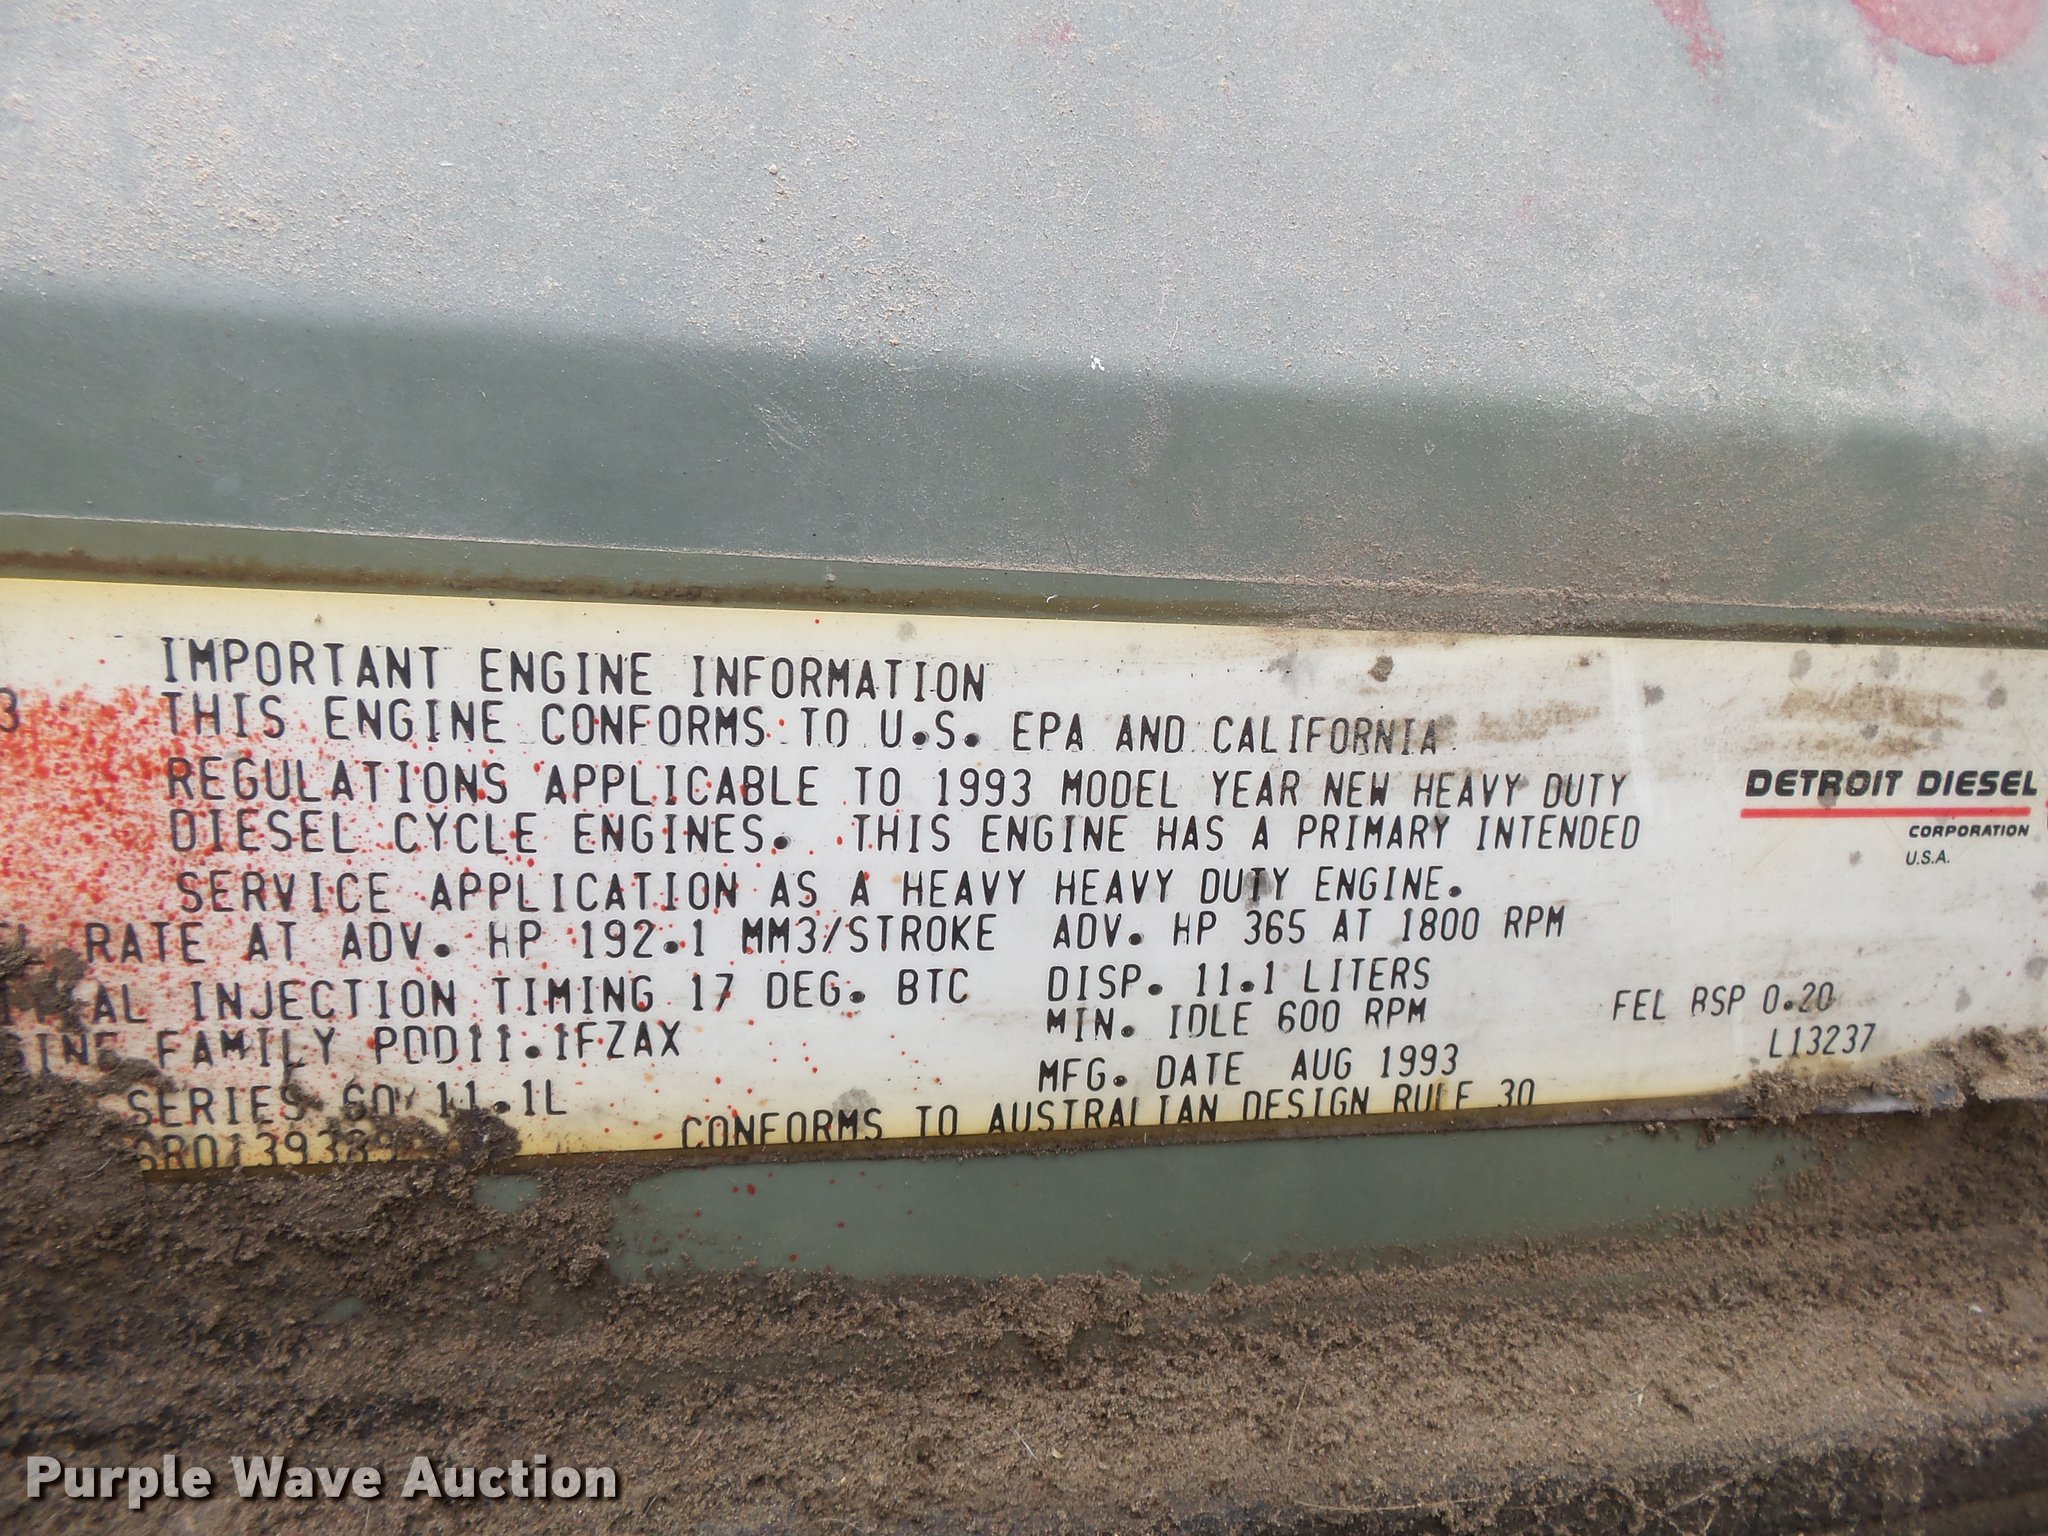 IMPORTANT ENGINE INFORMATION
3 THIS ENGINE CONFORMS TO U.S. EPA AND CALIFORNIA
REGULATIONS APPLICABLE TO 1993 MODEL YEAR NEW HEAVY DUTY
DIESEL CYCLE ENGINES. THIS ENGINE HAS A PRIMARY INTENDED
SERVICE APPLICATION AS A HEAVY HEAVY DUTY ENGINE.
RATE AT ADV. HP 192.1 MM3/STROKE ADV. HP 365 AT 1800 RPM
INJECTION TIMING 17 DEG. BTC DISP. 11.1 LITERS
MIN. IDLE 600 RPM
FAMILY PDD11.1FZAX
MFG. DATE AUG 1993
SERIES 60 11.1L
CONFORMS TO AUSTRALIAN DESIGN RULE 30
FEL RSP 0.20
L13237
DETROIT DIESEL
CORPORATION
U.S.A.
Purple Wave Auction